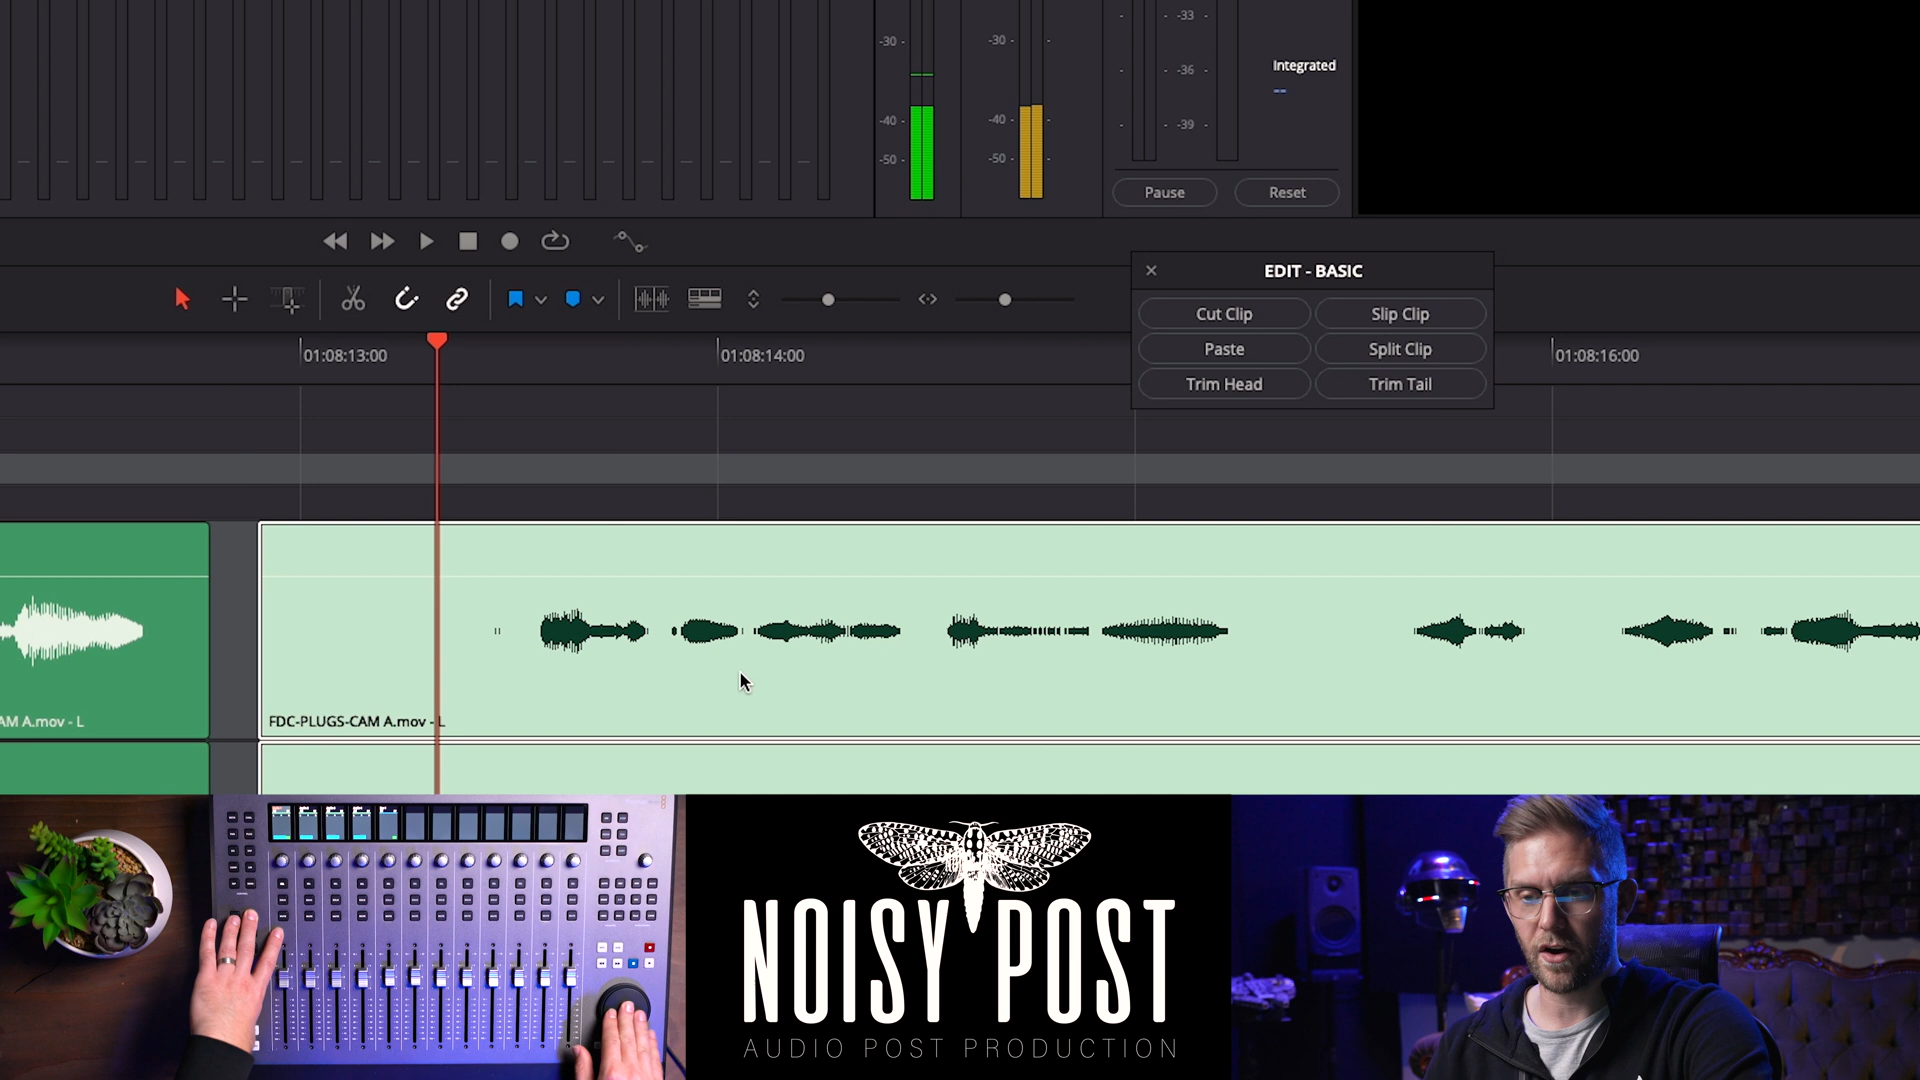 -33
-30 -
-30 -
Integrated
--
-36
-40 -
-40 -
-39
-50 -
-50 -
Pause
Reset
EDIT - BASIC
Cut Clip
Slip Clip
Paste
Split Clip
Trim Head
Trim Tail
01:08:13:00
01:08:14:00
01:08:16:00
AM A.mov - L
FDC-PLUGS-CAM A.mov - L
NOISY POST
AUDIO POST PRODUCTION